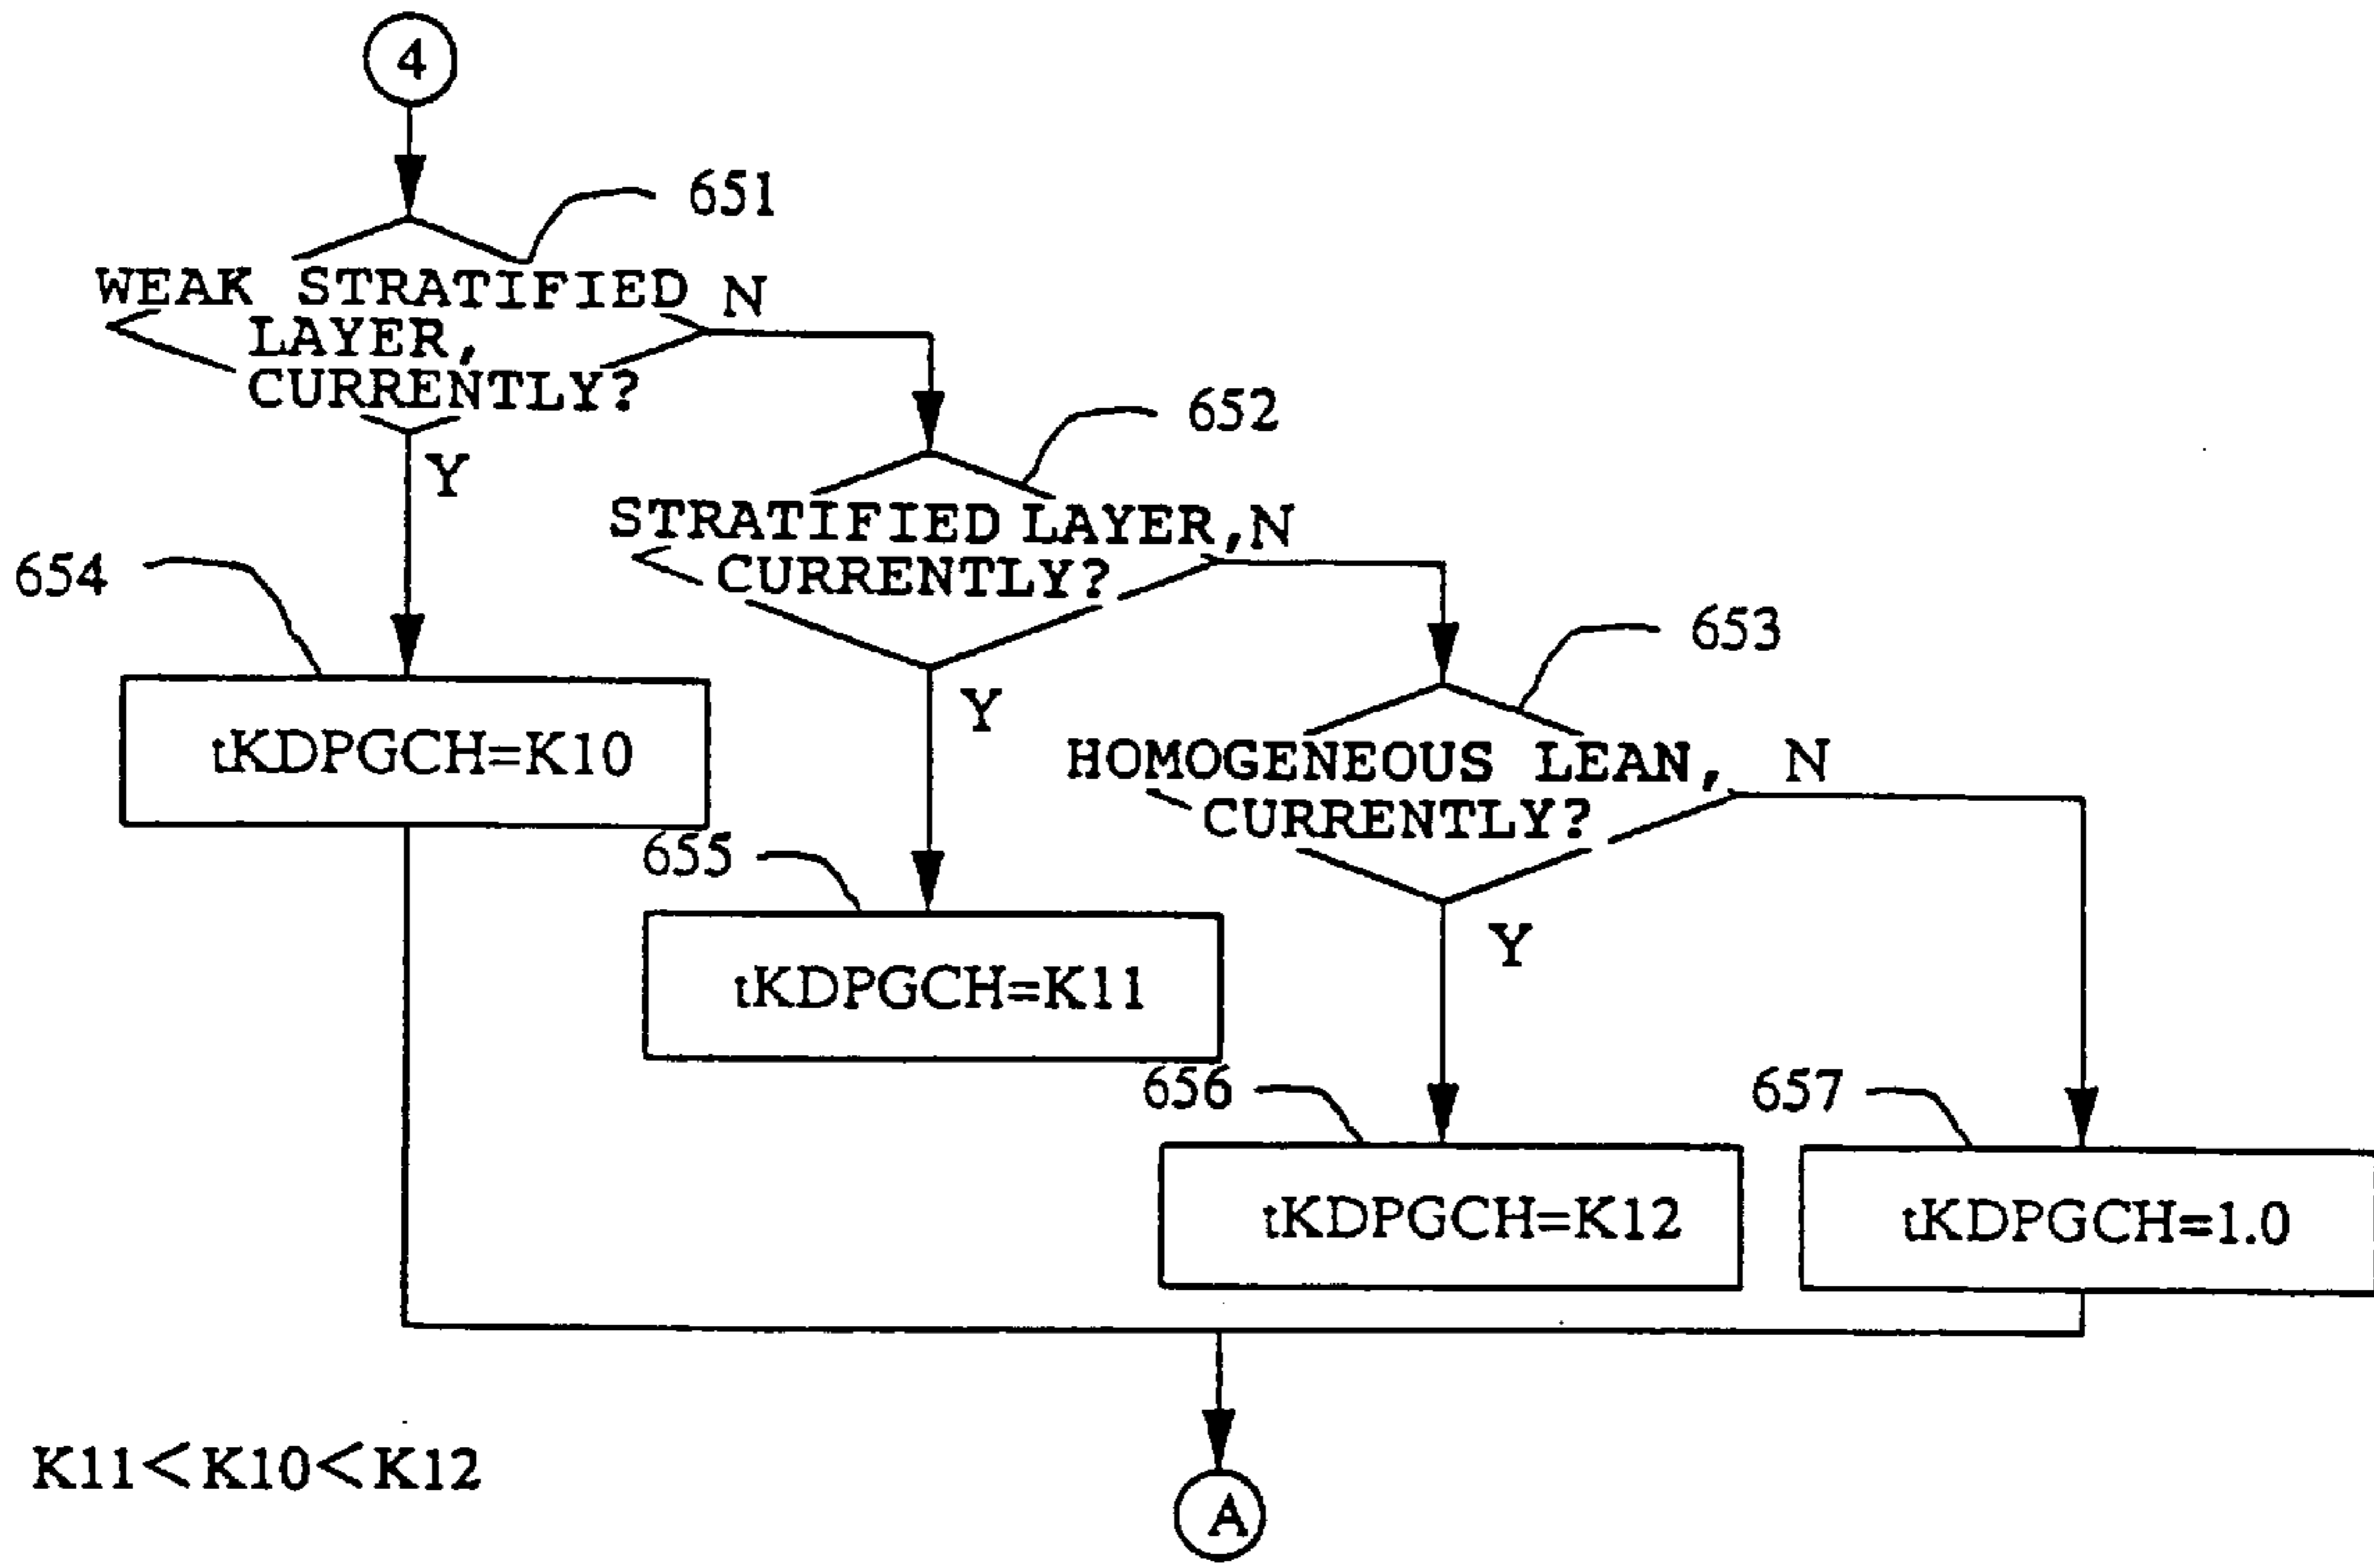 4
651
WEAK STRATIFIED
LAYER,
CURRENTLY?
N
Y
652
STRATIFIED LAYER,
CURRENTLY?
N
Y
653
HOMOGENEOUS LEAN,
CURRENTLY?
N
Y
654
tKDPGCH=K10
655
tKDPGCH=K11
656
tKDPGCH=K12
657
tKDPGCH=1.0
K11<K10<K12
A